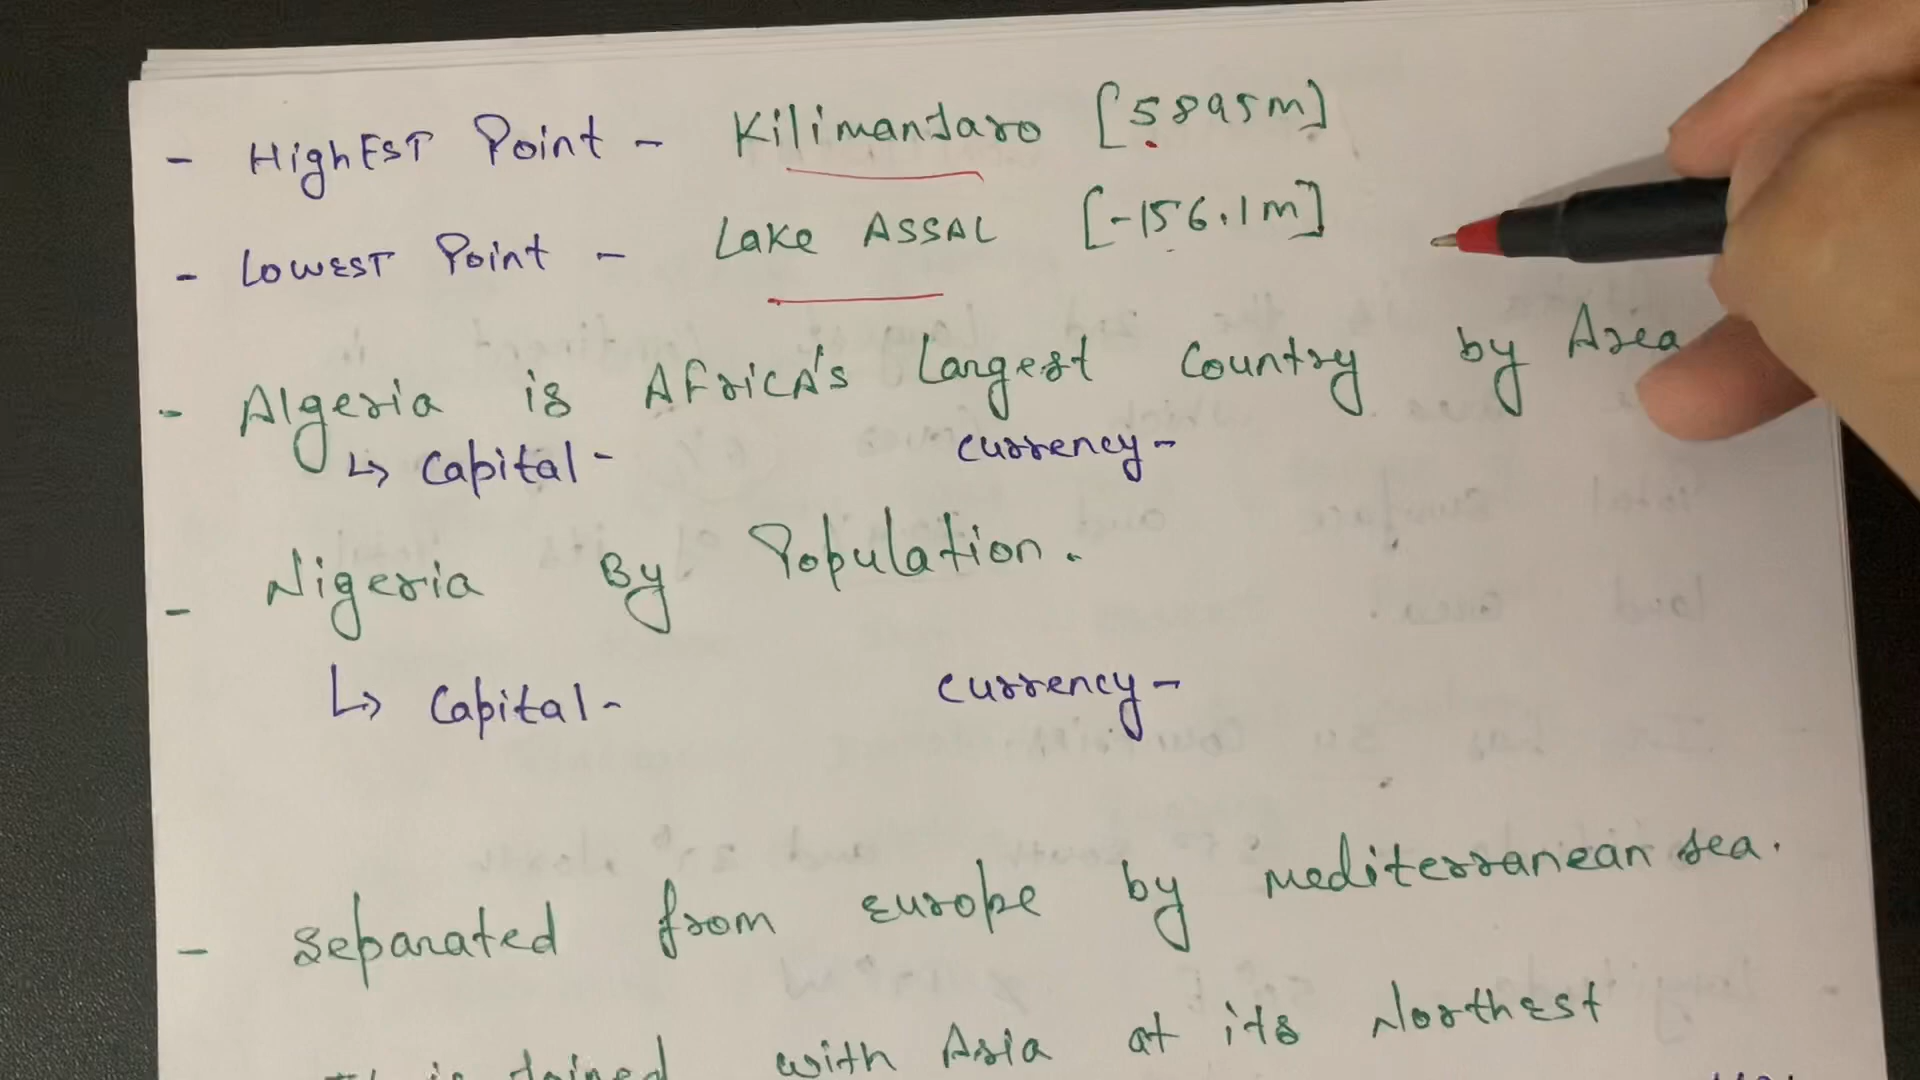 - HighEST Point - KilimanJaro [5895m]
- LOWEST Point - Lake ASSAL [-156.1m]
- Algeria is AFricA's Largest Country by Area
↳ Capital - currency -
- Nigeria By Population.
↳ Capital - currency -
- Separated from Europe by mediterranean sea.
with Asia at its NorthEst